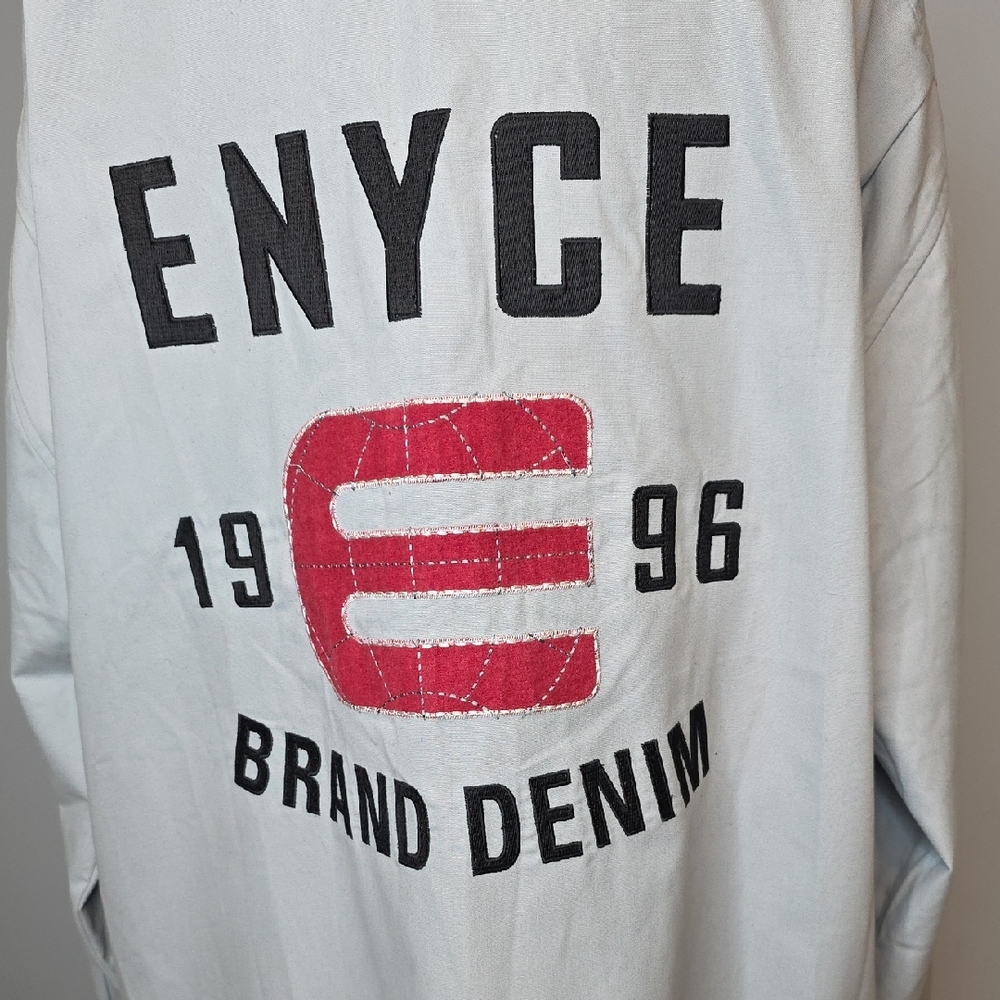 ENYCE
19 E 96
BRAND DENIM